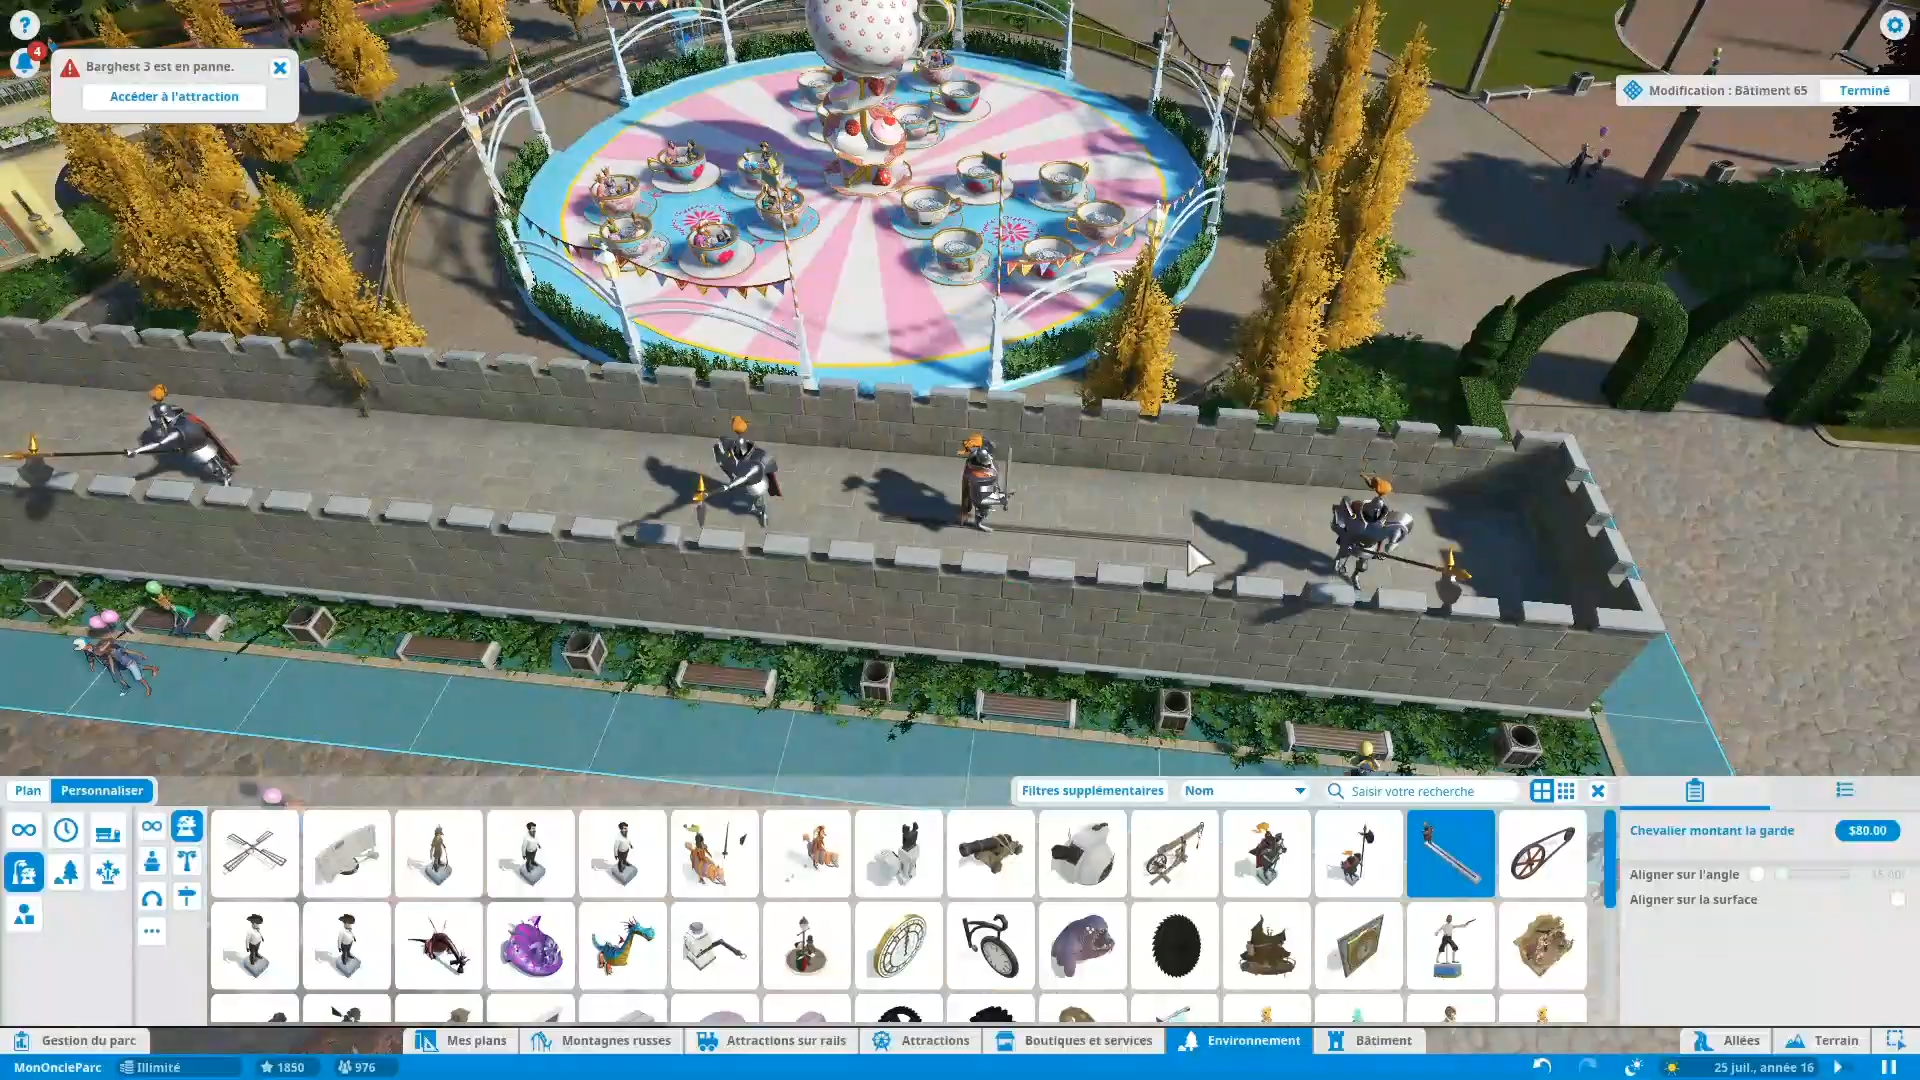 ?
4
Barghest 3 est en panne.
Accéder à l'attraction
Modification : Bâtiment 65
Terminé
Plan
Personnaliser
Filtres supplémentaires
Nom
Saisir votre recherche
Chevalier montant la garde
$80.00
Aligner sur l'angle
Aligner sur la surface
Gestion du parc
Mes plans
Montagnes russes
Attractions sur rails
Attractions
Boutiques et services
Environnement
Bâtiment
Allées
Terrain
MonOncleParc
Illimité
1850
976
25 juil., année 16